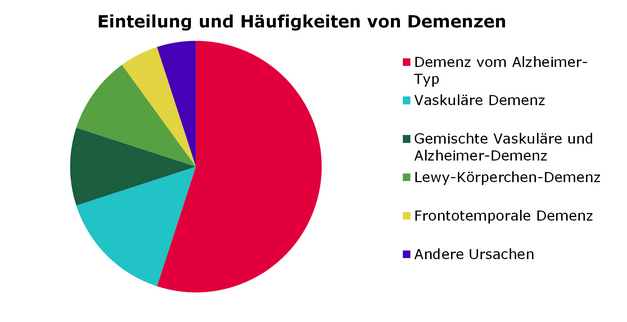 Einteilung und Häufigkeiten von Demenzen
Demenz vom Alzheimer-
Typ
Vaskuläre Demenz
Gemischte Vaskuläre und
Alzheimer-Demenz
Lewy-Körperchen-Demenz
Frontotemporale Demenz
Andere Ursachen